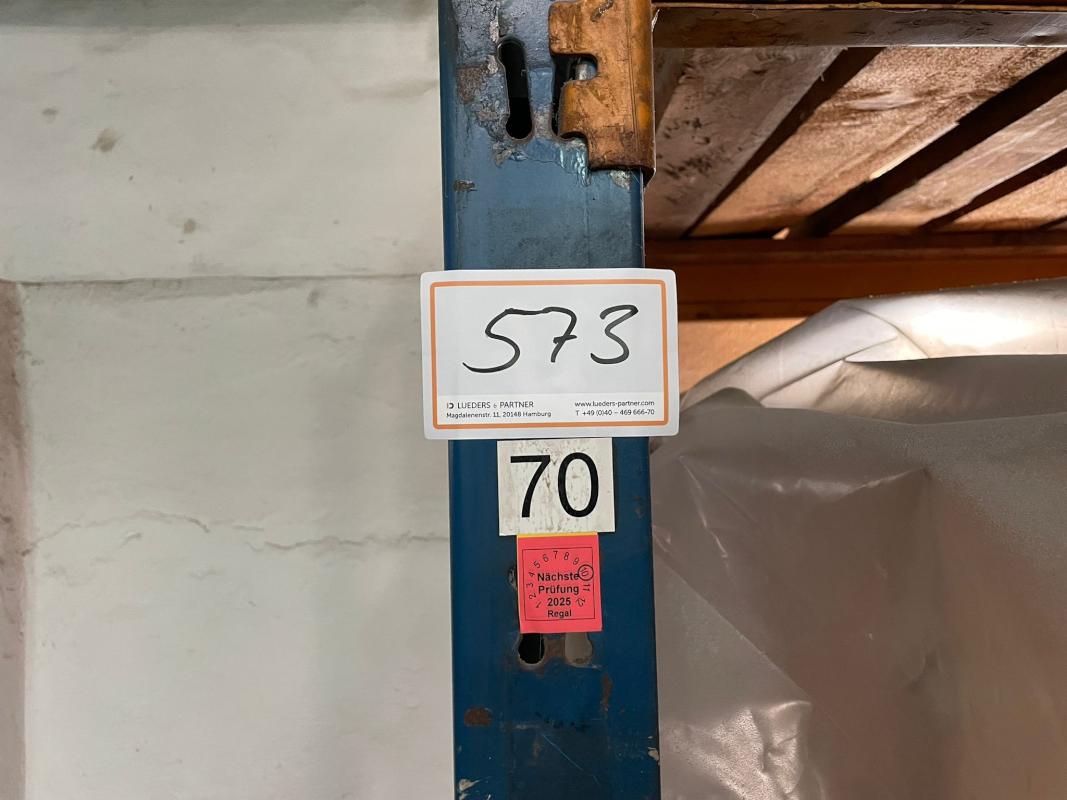 573
LUEDERS & PARTNER
Magdalenenstr. 11, 20148 Hamburg
www.lueders-partner.com
T +49 (0)40 – 469 666-70
70
1 2 3 4 5 6 7 8 9 10 11 12
Nächste
Prüfung
2025
Regal